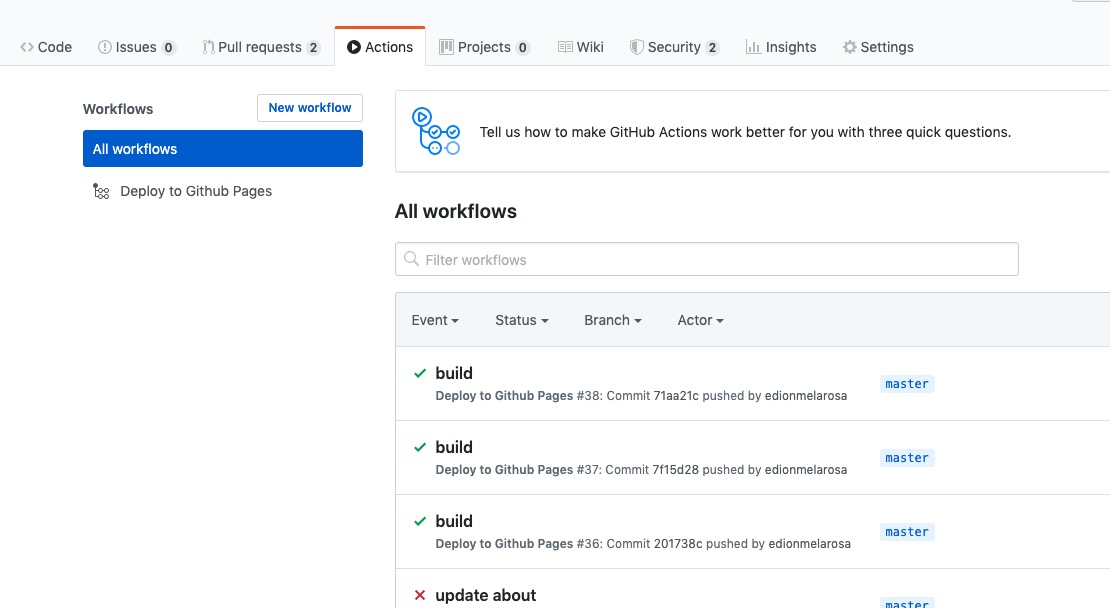 Code Issues 0 Pull requests 2 Actions Projects 0 Wiki Security 2 Insights Settings
Workflows New workflow
All workflows
Deploy to Github Pages
Tell us how to make GitHub Actions work better for you with three quick questions.
All workflows
Filter workflows
Event Status Branch Actor
build
Deploy to Github Pages #38: Commit 71aa21c pushed by edionmelarosa
master
build
Deploy to Github Pages #37: Commit 7f15d28 pushed by edionmelarosa
master
build
Deploy to Github Pages #36: Commit 201738c pushed by edionmelarosa
master
update about
master